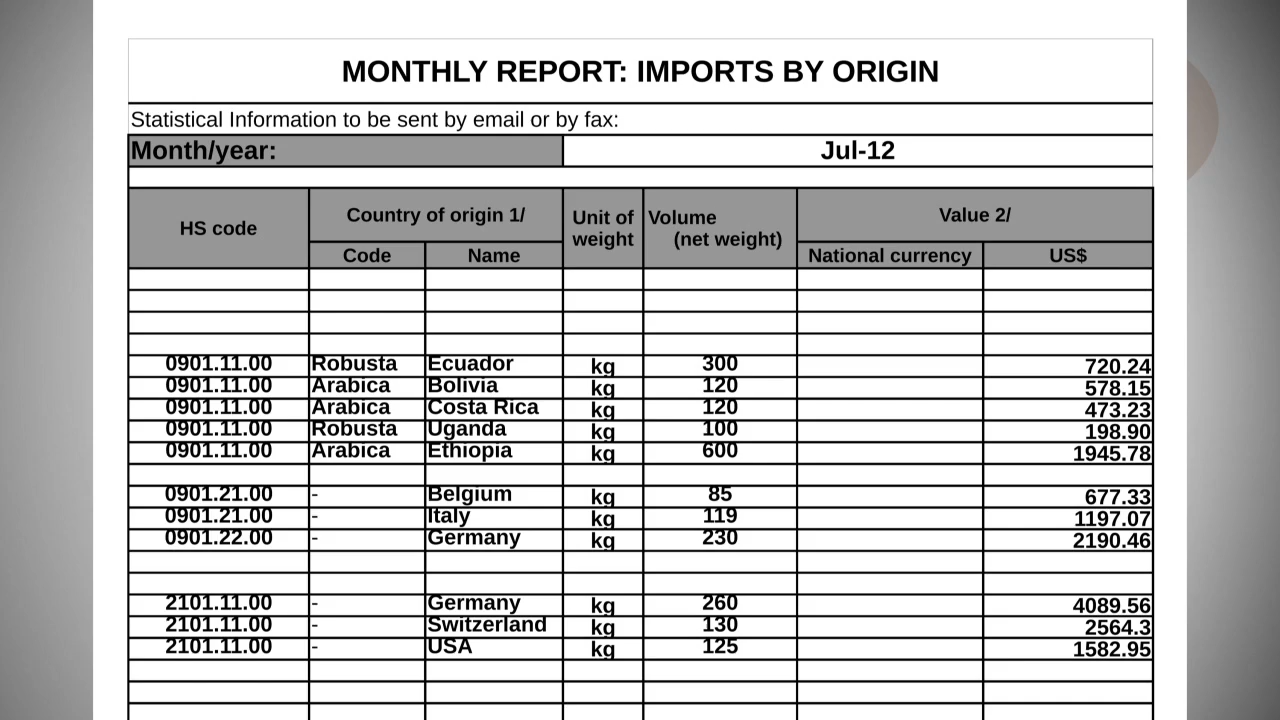 MONTHLY REPORT: IMPORTS BY ORIGIN
Statistical Information to be sent by email or by fax:
Month/year: Jul-12
HS code Country of origin 1/ Unit of weight Volume (net weight) Value 2/
Code Name National currency US$
0901.11.00 Robusta Ecuador kg 300 720.24
0901.11.00 Arabica Bolivia kg 120 578.15
0901.11.00 Arabica Costa Rica kg 120 473.23
0901.11.00 Robusta Uganda kg 100 198.90
0901.11.00 Arabica Ethiopia kg 600 1945.78
0901.21.00 - Belgium kg 85 677.33
0901.21.00 - Italy kg 119 1197.07
0901.22.00 - Germany kg 230 2190.46
2101.11.00 - Germany kg 260 4089.56
2101.11.00 - Switzerland kg 130 2564.3
2101.11.00 - USA kg 125 1582.95